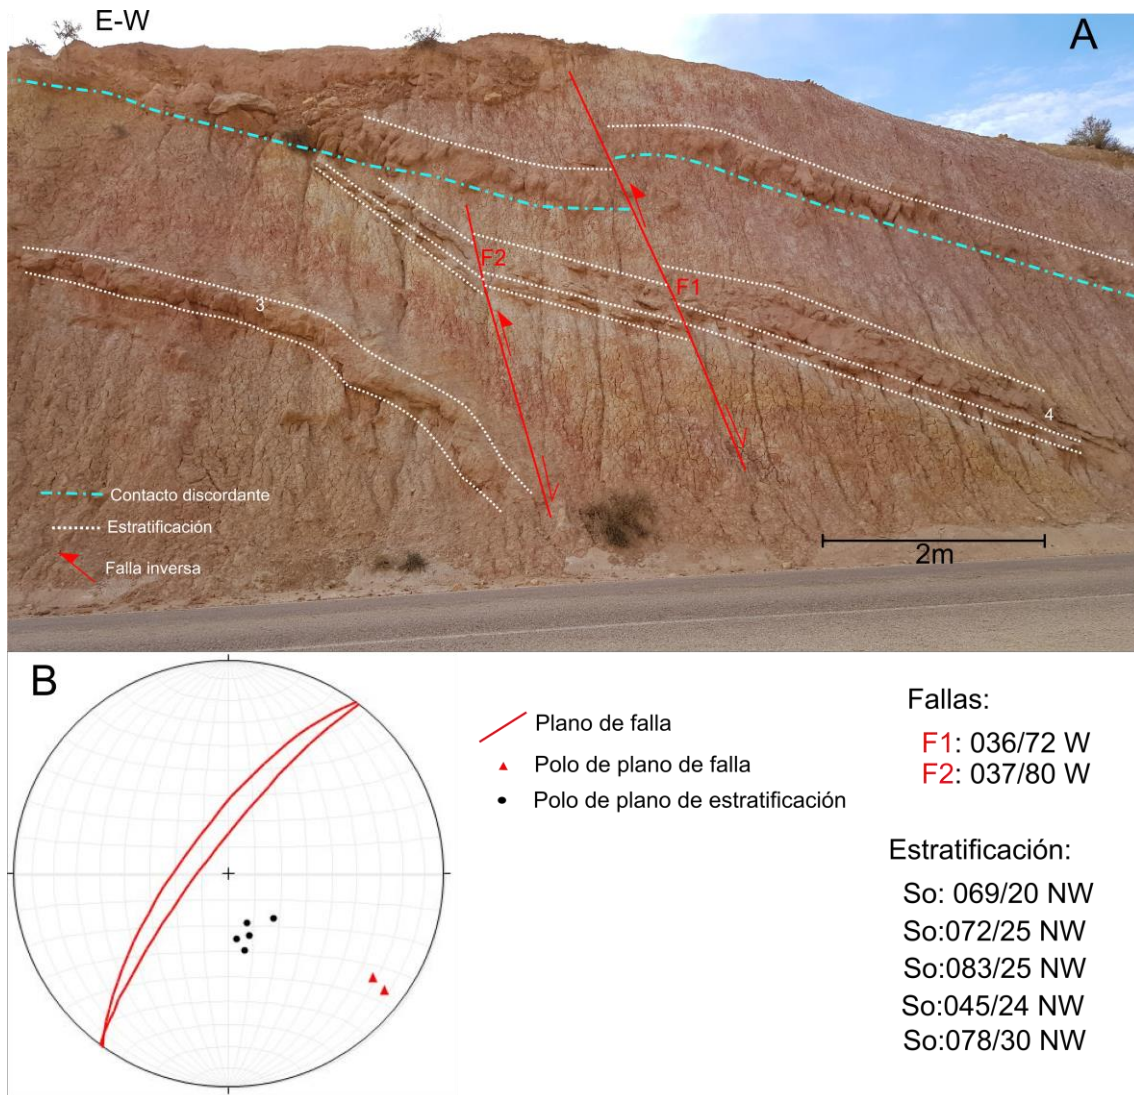 E-W
A
F2
F1
3
4
Contacto discordante
Estratificación
Falla inversa
2m
B
Plano de falla
Polo de plano de falla
Polo de plano de estratificación
Fallas:
F1: 036/72 W
F2: 037/80 W
Estratificación:
So: 069/20 NW
So:072/25 NW
So:083/25 NW
So:045/24 NW
So:078/30 NW